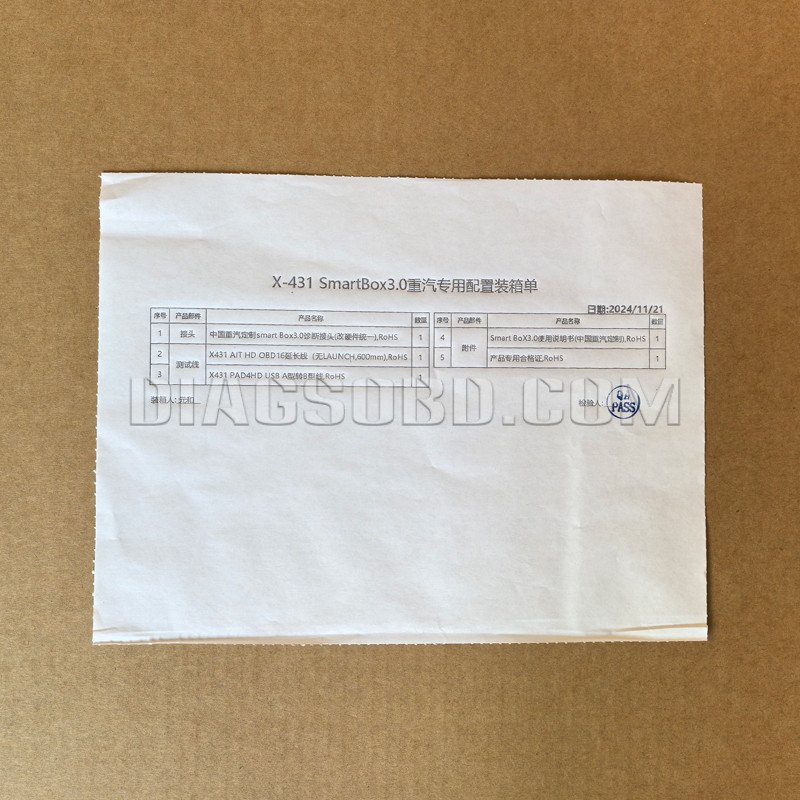 X-431 SmartBox3.0重汽专用配置装箱单
日期:2024/11/21
序号 产品部件 产品名称 数量 序号 产品部件 产品名称 数量
1 接头 中国重汽定制smart Box3.0诊断接头(改硬件统一),RoHS 1 4 附件 Smart BoX3.0使用说明书(中国重汽定制),RoHS 1
2 测试线 X431 AIT HD OBD16延长线（无LAUNCH,600mm),RoHS 1 5 产品专用合格证,RoHS 1
3 X431 PAD4HD USB A型转B型线,RoHS 1
装箱人: 检验人:
PASS
DIAGSOBD.COM